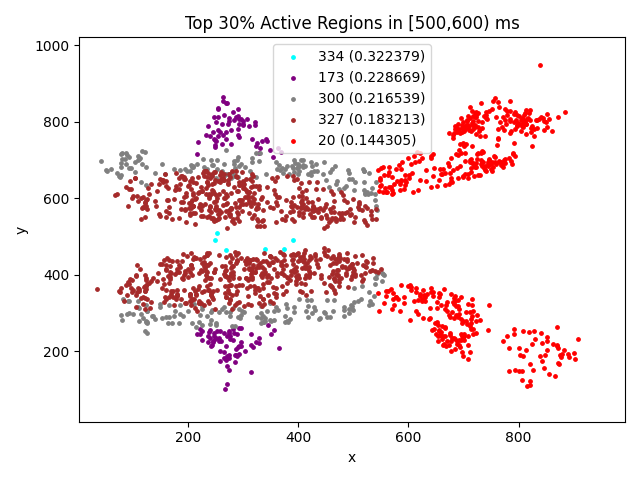 Top 30% Active Regions in [500,600) ms
334 (0.322379)
173 (0.228669)
300 (0.216539)
327 (0.183213)
20 (0.144305)
1000
800
600
400
200
y
200 400 600 800
x